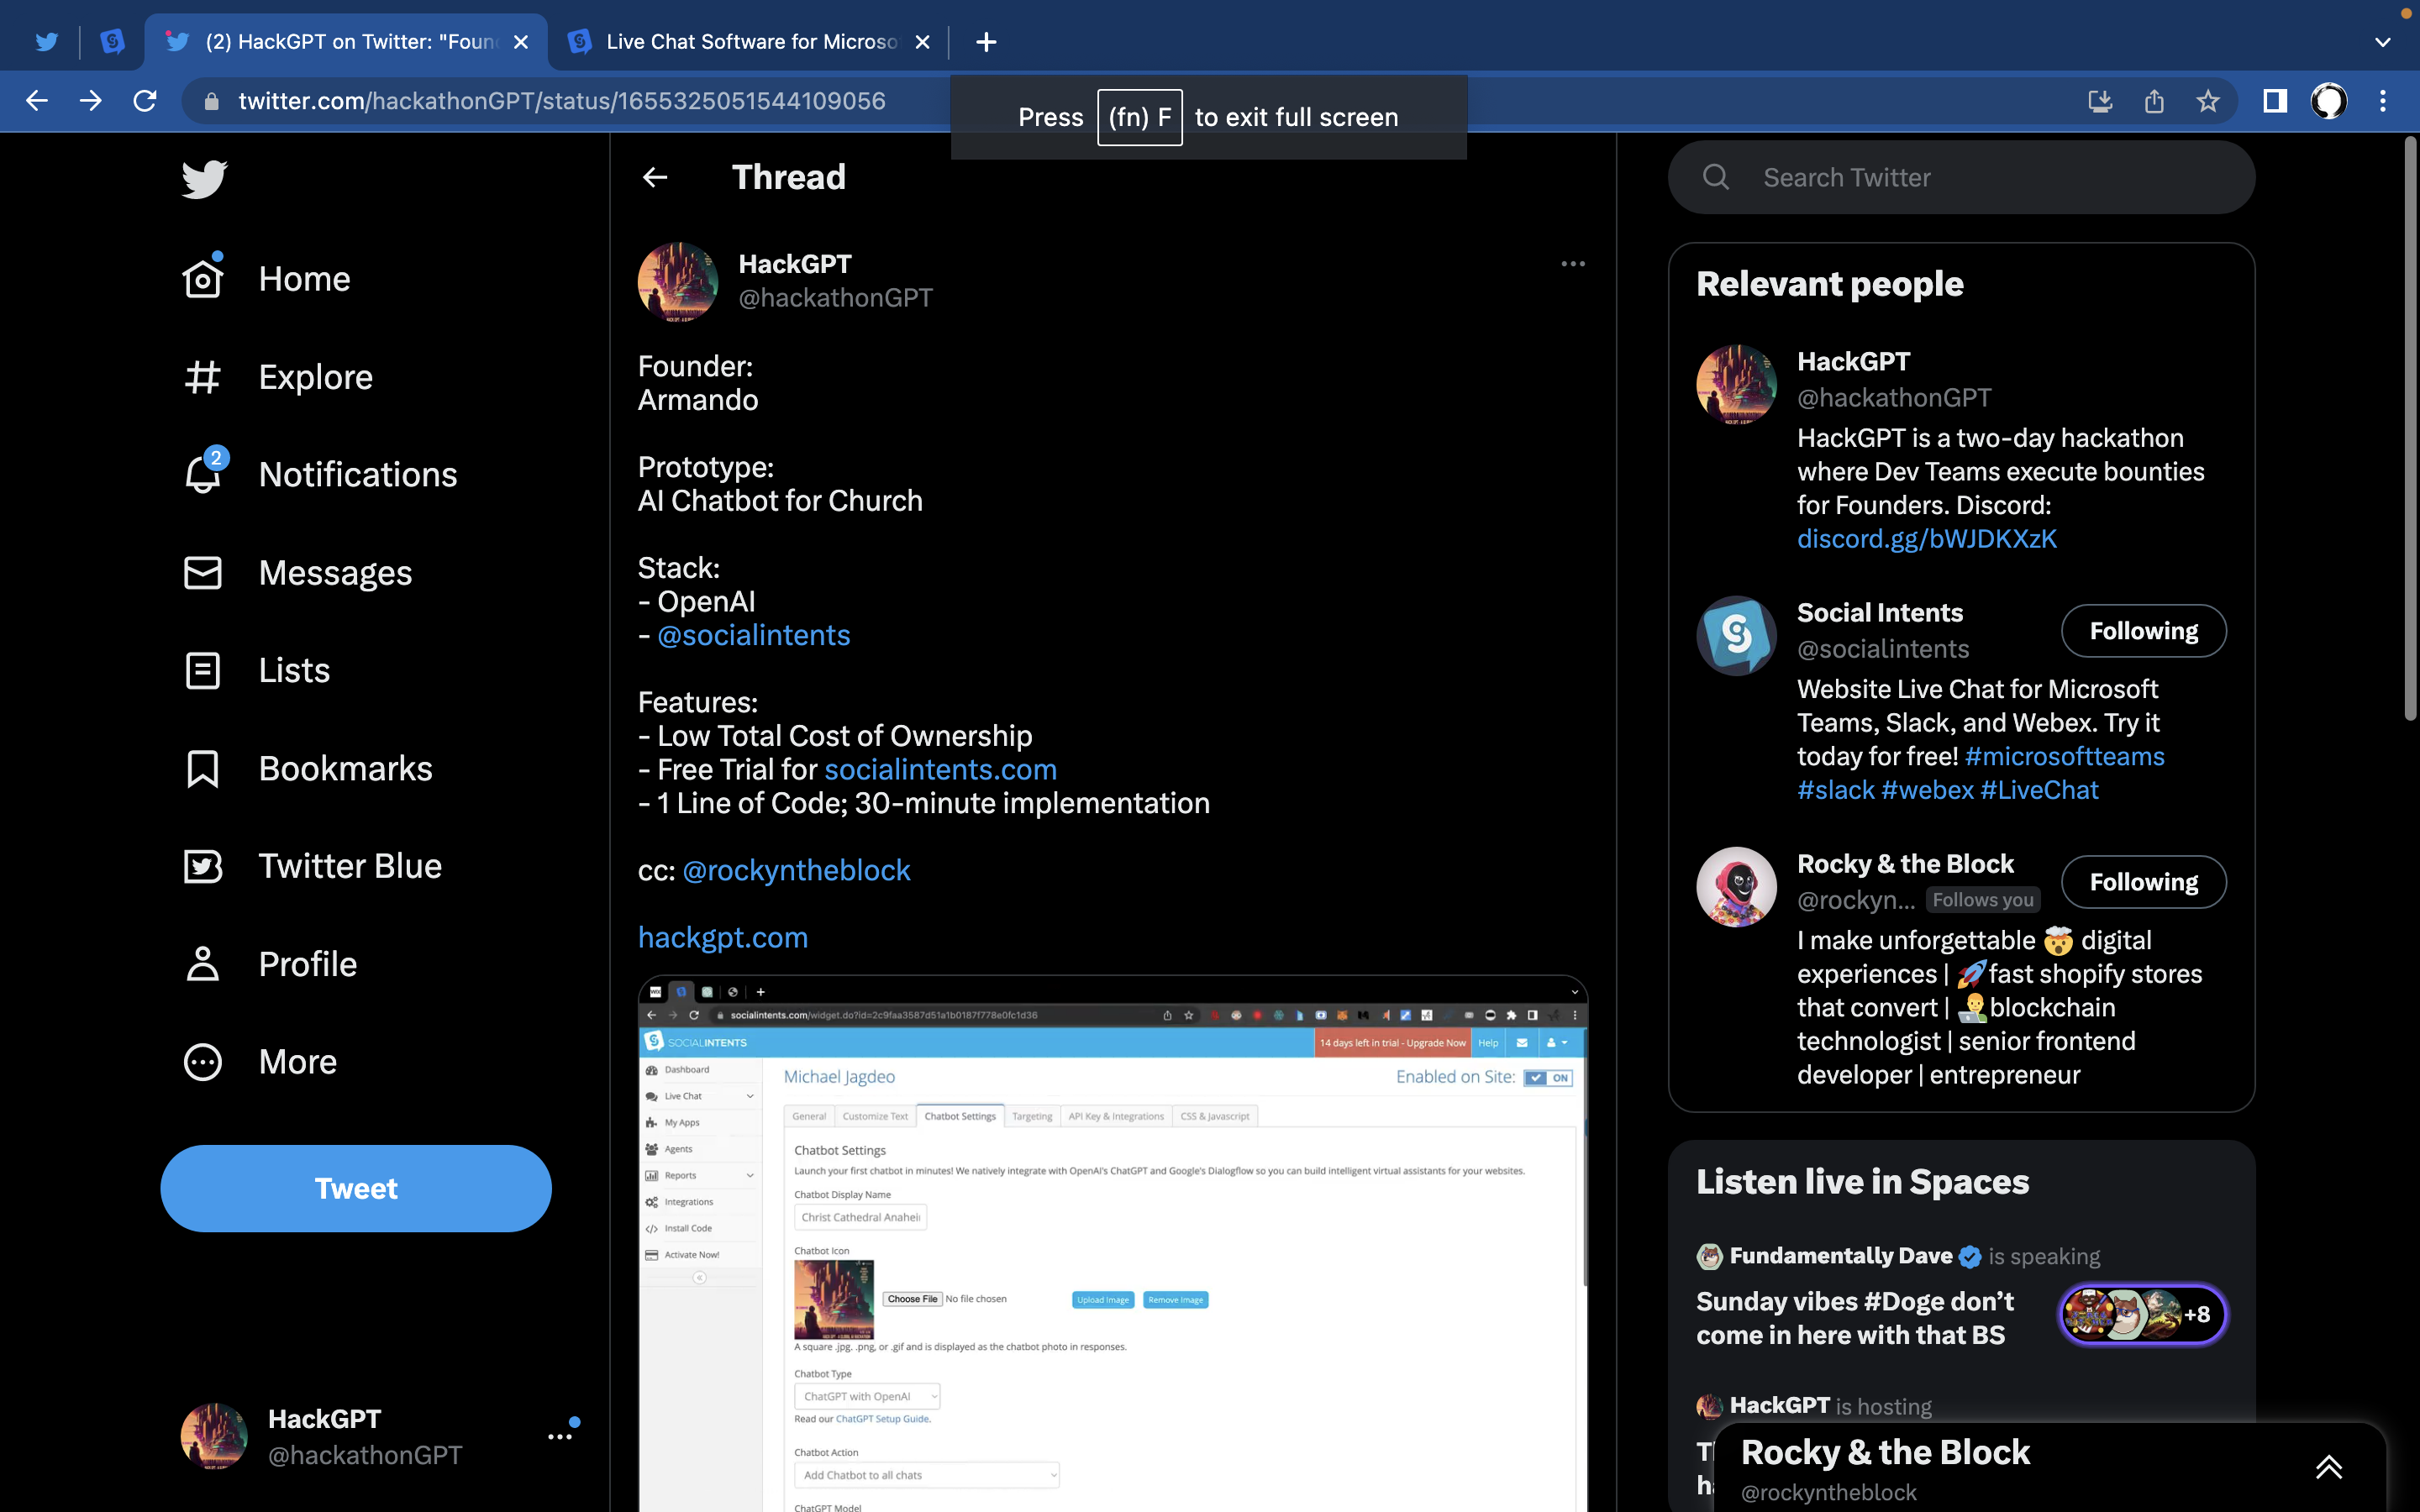 (2) HackGPT on Twitter: "Foun
Live Chat Software for Microso
twitter.com/hackathonGPT/status/1655325051544109056
Press (fn) F to exit full screen
Home
Explore
2
Notifications
Messages
Lists
Bookmarks
Twitter Blue
Profile
More
Tweet
HackGPT
@hackathonGPT
Thread
HackGPT
@hackathonGPT
Founder:
Armando
Prototype:
AI Chatbot for Church
Stack:
- OpenAI
- @socialintents
Features:
- Low Total Cost of Ownership
- Free Trial for socialintents.com
- 1 Line of Code; 30-minute implementation
cc: @rockyntheblock
hackgpt.com
socialintents.com/widget.do?id=2c9faa3587d51a1b0187f778e0fc1d36
SOCIALINTENTS
14 days left in trial - Upgrade Now
Help
Dashboard
Live Chat
My Apps
Agents
Reports
Integrations
Install Code
Activate Now!
Michael Jagdeo
Enabled on Site:
ON
General
Customize Text
Chatbot Settings
Targeting
API Key & Integrations
CSS & Javascript
Chatbot Settings
Launch your first chatbot in minutes! We natively integrate with OpenAI's ChatGPT and Google's Dialogflow so you can build intelligent virtual assistants for your websites.
Chatbot Display Name
Christ Cathedral Anahei
Chatbot Icon
Choose File No file chosen
Upload Image
Remove Image
A square .jpg, .png, or .gif and is displayed as the chatbot photo in responses.
Chatbot Type
ChatGPT with OpenAI
Read our ChatGPT Setup Guide.
Chatbot Action
Add Chatbot to all chats
ChatGPT Model
Search Twitter
Relevant people
HackGPT
@hackathonGPT
HackGPT is a two-day hackathon
where Dev Teams execute bounties
for Founders. Discord:
discord.gg/bWJDKXzK
Social Intents
@socialintents
Following
Website Live Chat for Microsoft
Teams, Slack, and Webex. Try it
today for free! #microsoftteams
#slack #webex #LiveChat
Rocky & the Block
@rockyn... Follows you
Following
I make unforgettable 🤯 digital
experiences | 🚀fast shopify stores
that convert | 👨‍💻blockchain
technologist | senior frontend
developer | entrepreneur
Listen live in Spaces
Fundamentally Dave is speaking
Sunday vibes #Doge don't
come in here with that BS
+8
HackGPT is hosting
Rocky & the Block
@rockyntheblock